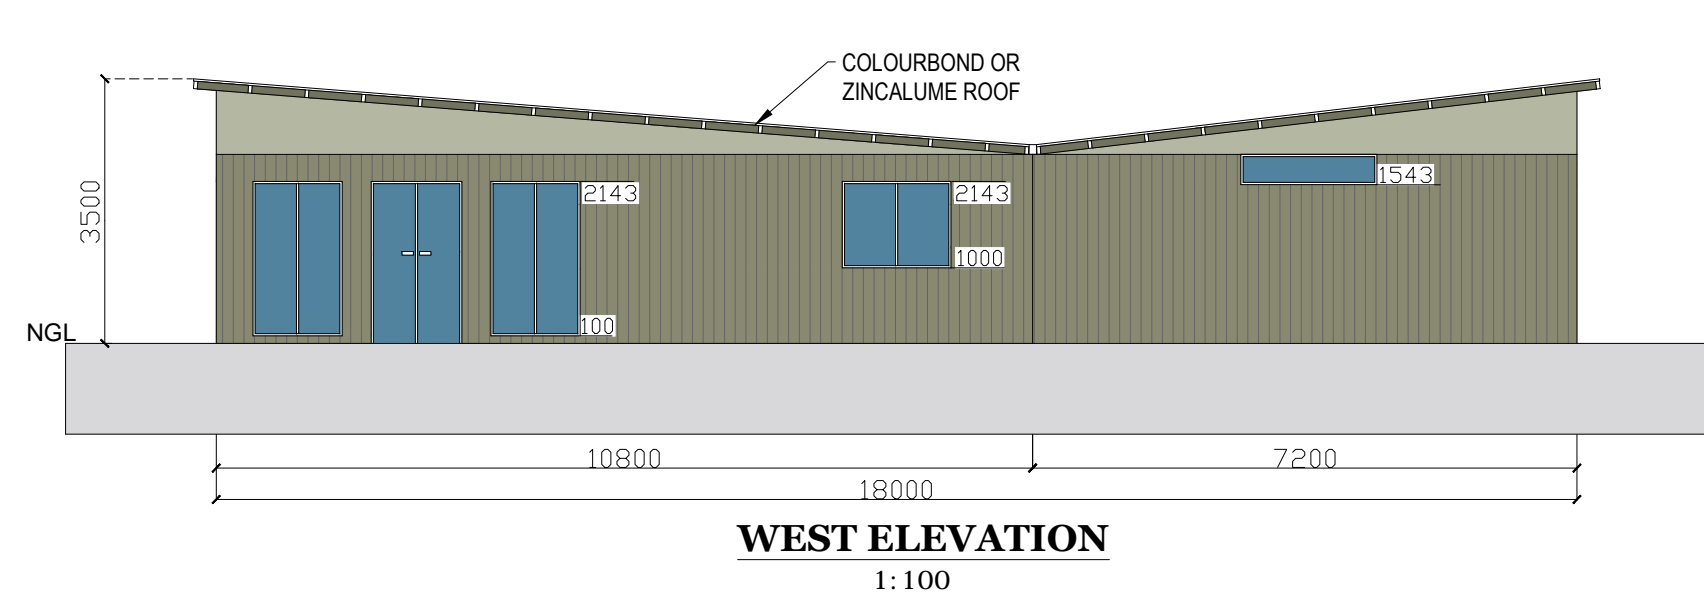 COLOURBOND OR
ZINCALUME ROOF
3500
2143
2143
1543
1000
100
NGL
10800
7200
18000
WEST ELEVATION
1:100